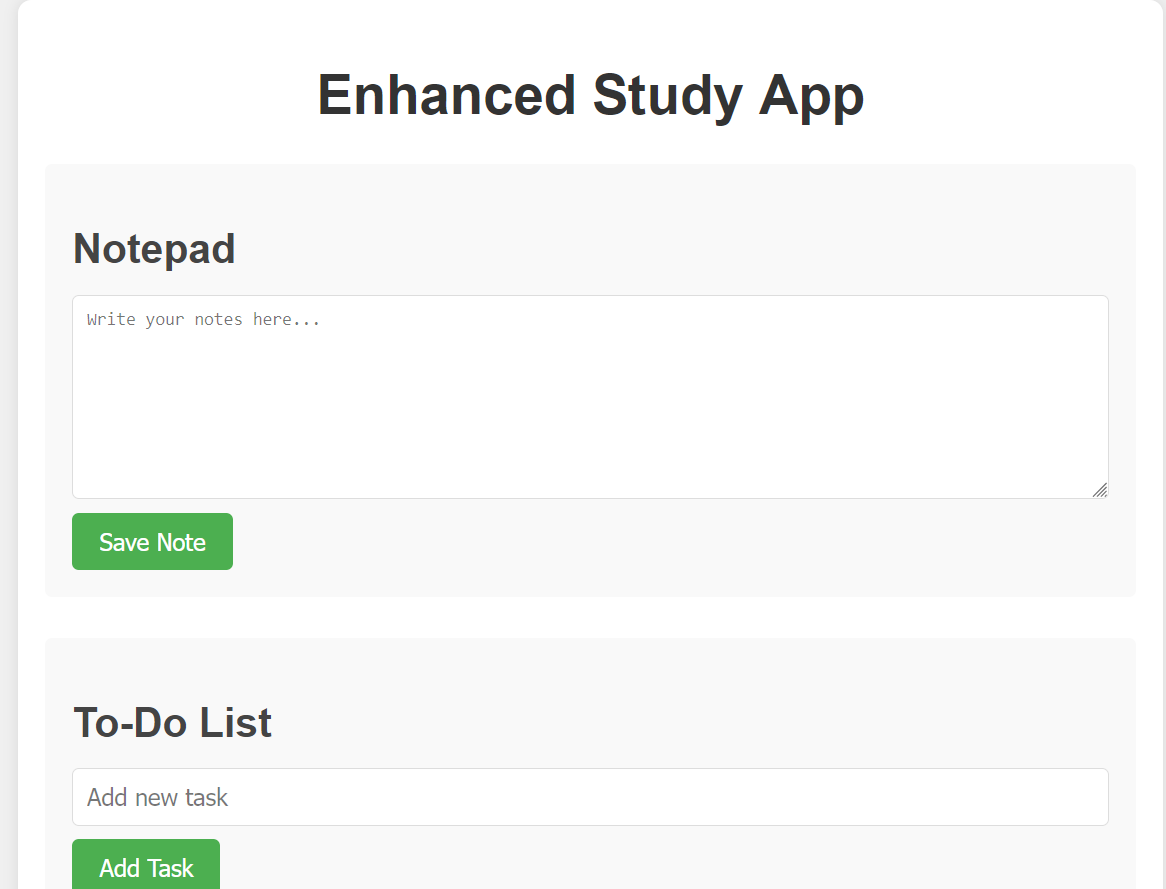 Enhanced Study App
Notepad
Write your notes here...
Save Note
To-Do List
Add new task
Add Task